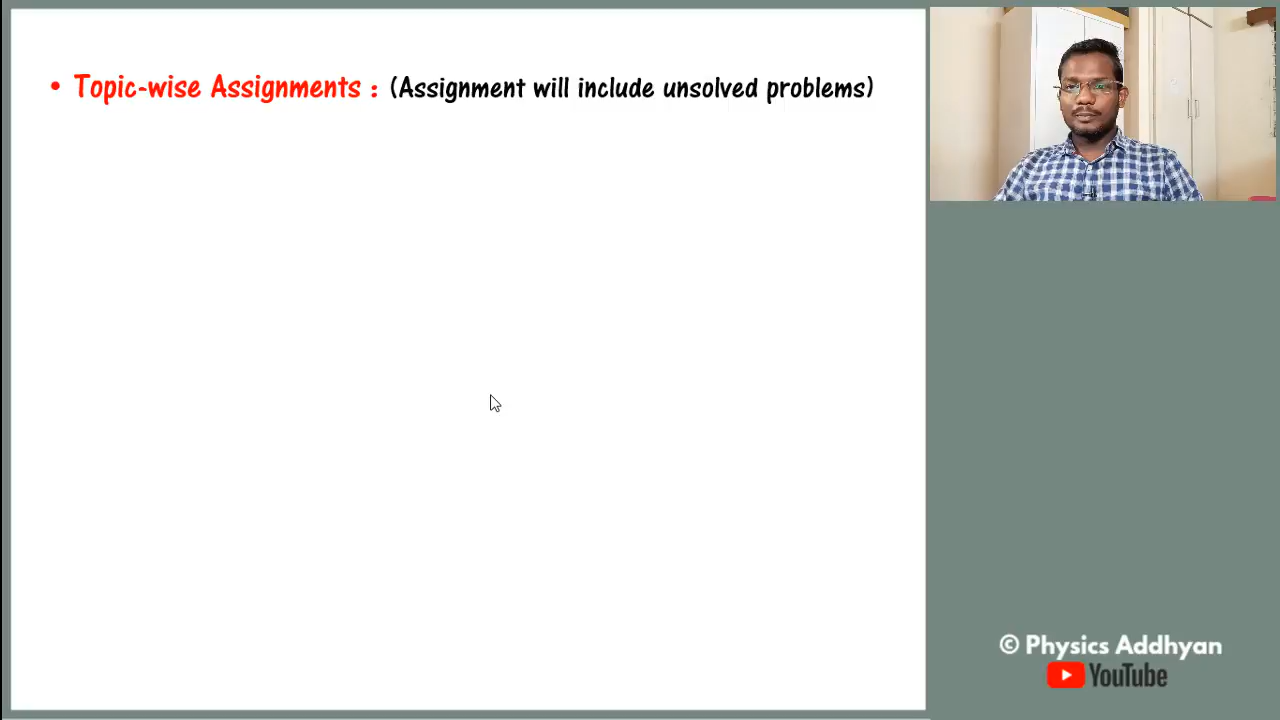 • Topic-wise Assignments : (Assignment will include unsolved problems)
© Physics Addhyan
YouTube